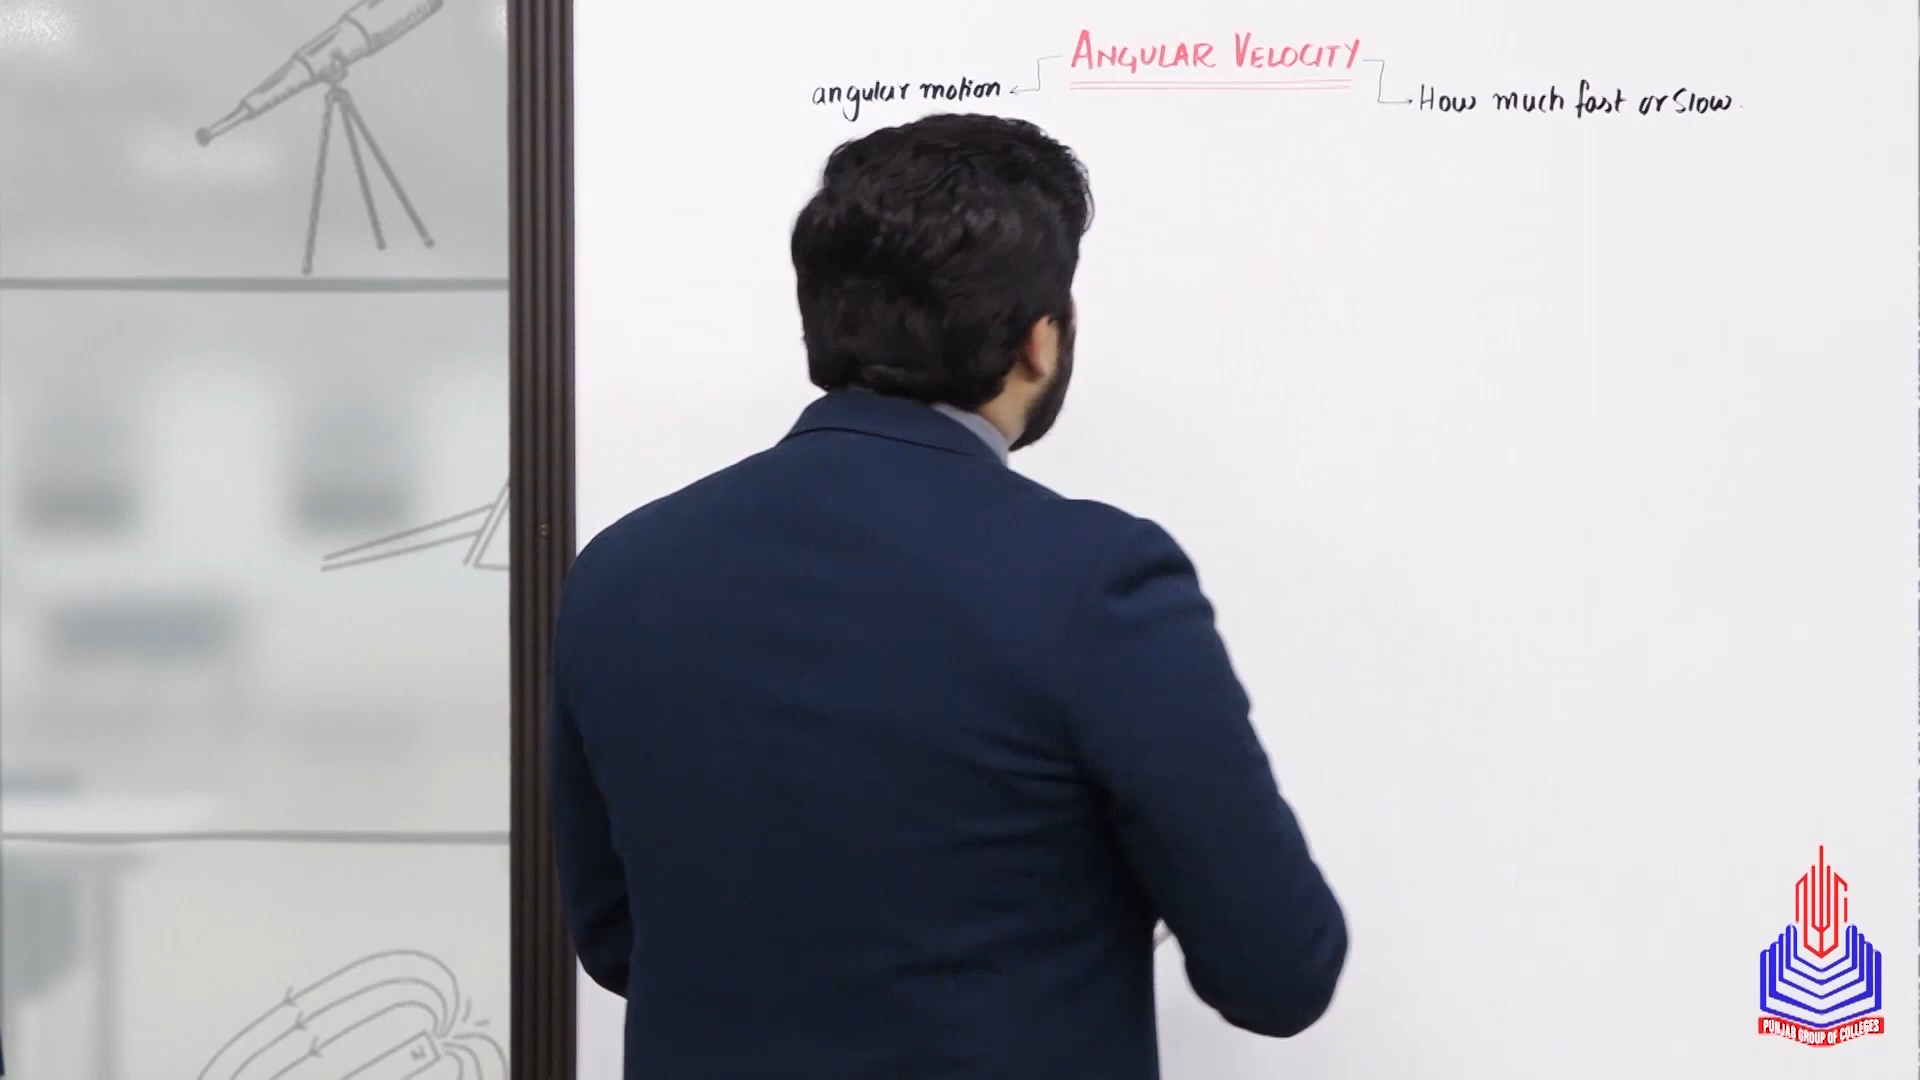 ANGULAR VELOCITY
angular motion
How much fast or slow.
PUNJAB GROUP OF COLLEGES
N